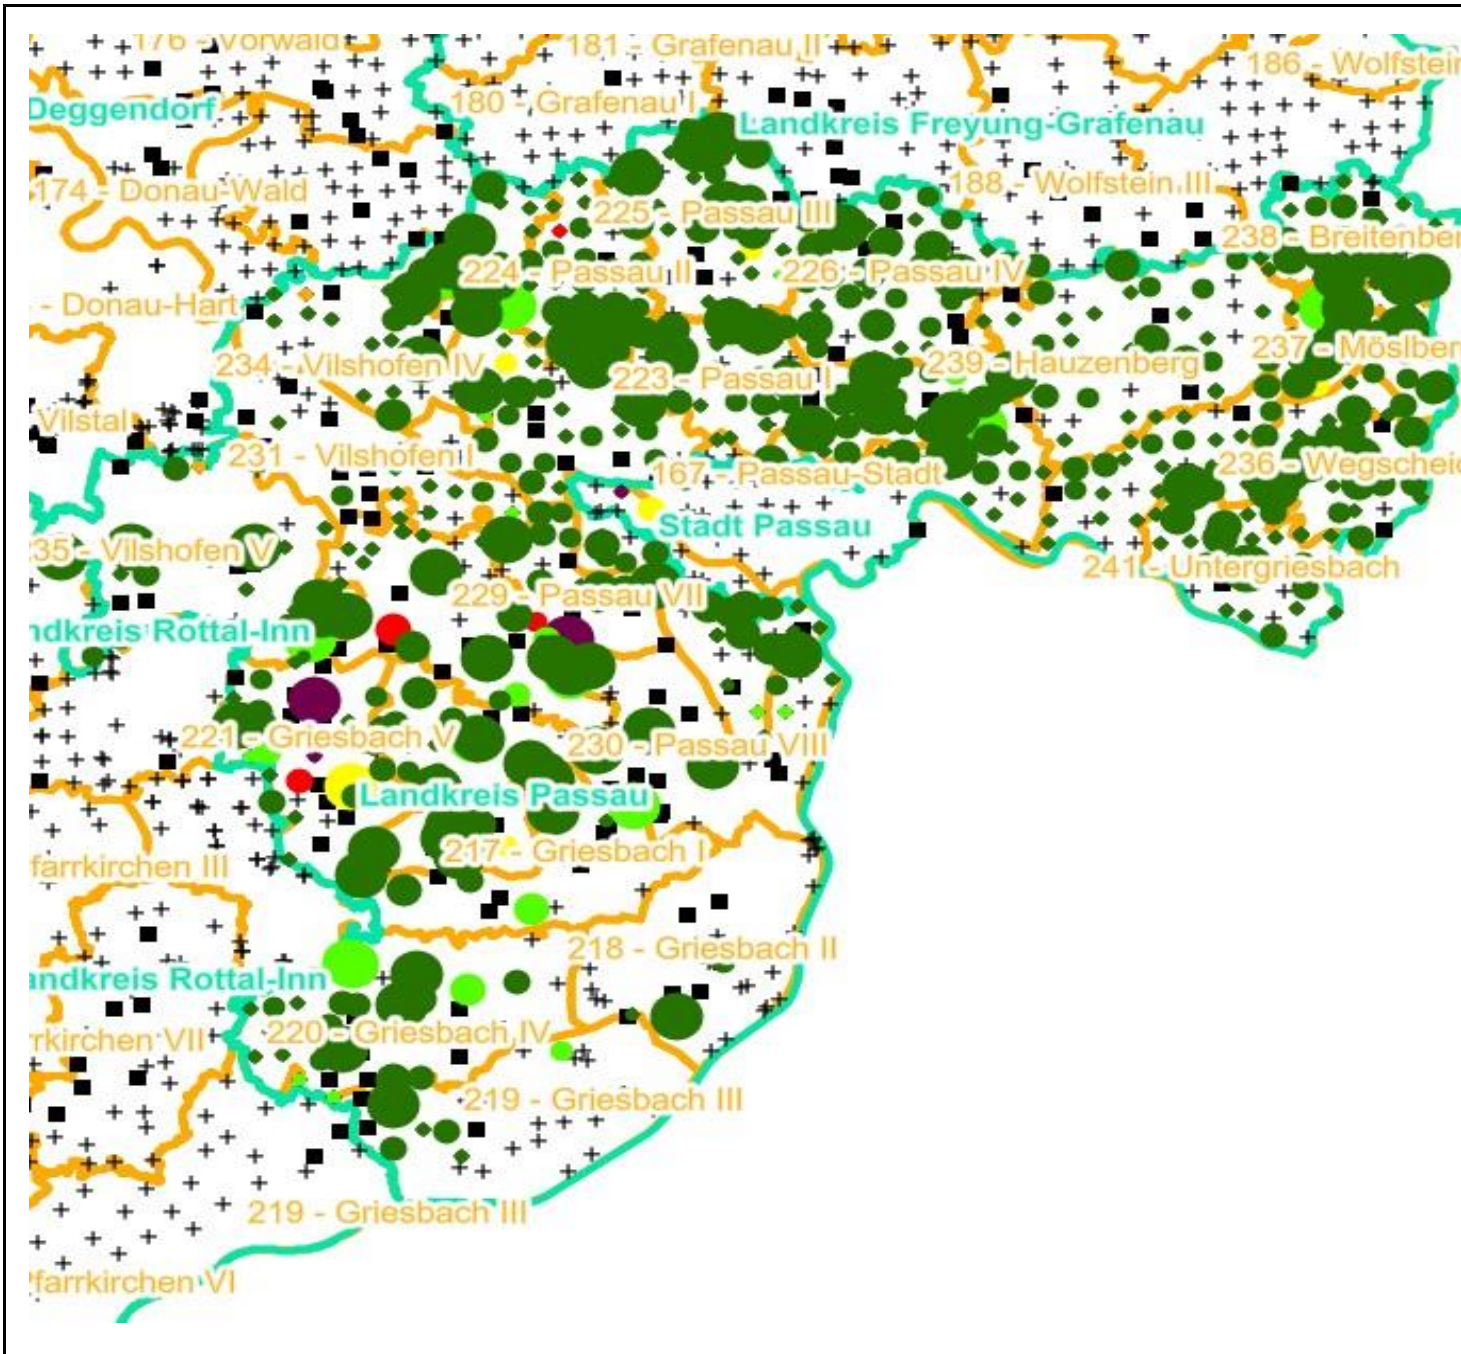 176 - Vorwald
181 - Grafenau II
186 - Wolfstein
180 - Grafenau I
Deggendorf
Landkreis Freyung-Grafenau
174 - Donau-Wald
188 - Wolfstein III
225 - Passau III
238 - Breitenber
224 - Passau II
226 - Passau IV
- Donau-Hart
234 - Vilshofen IV
223 - Passau I
239 - Hauzenberg
237 - Möslber
Vilstal
231 - Vilshofen I
167 - Passau-Stadt
236 - Wegscheid
Stadt Passau
35 - Vilshofen V
229 - Passau VII
241 - Untergriesbach
ndkreis Rottal-Inn
221 - Griesbach V
230 - Passau VIII
Landkreis Passau
217 - Griesbach I
farrkirchen III
218 - Griesbach II
andkreis Rottal-Inn
220 - Griesbach IV
rrkirchen VII
219 - Griesbach III
219 - Griesbach III
farrkirchen VI